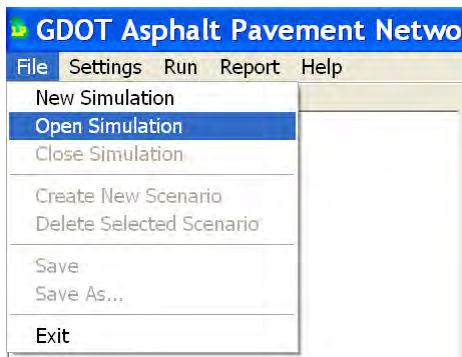 GDOT Asphalt Pavement Netwo
File Settings Run Report Help
New Simulation
Open Simulation
Close Simulation
Create New Scenario
Delete Selected Scenario
Save
Save As...
Exit